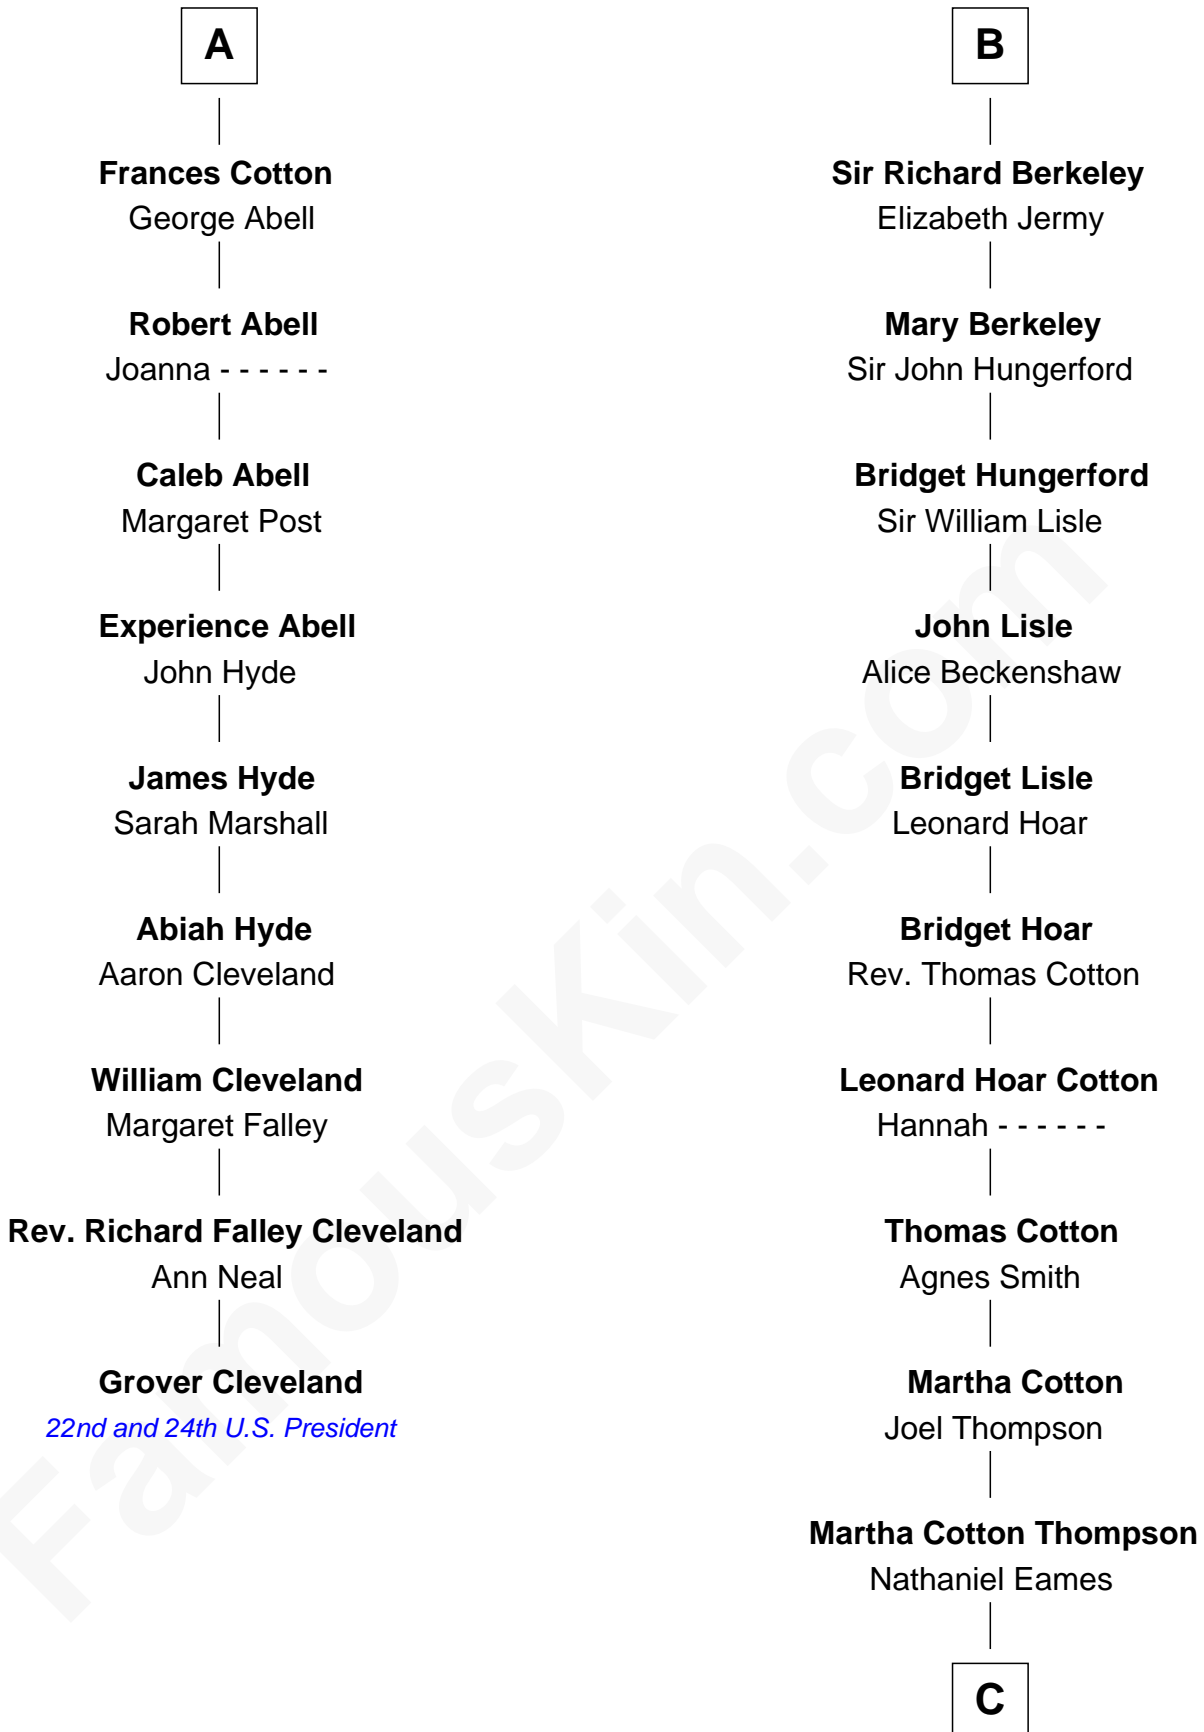 A
Frances Cotton
George Abell
Robert Abell
Joanna - - - - - -
Caleb Abell
Margaret Post
Experience Abell
John Hyde
James Hyde
Sarah Marshall
Abiah Hyde
Aaron Cleveland
William Cleveland
Margaret Falley
Rev. Richard Falley Cleveland
Ann Neal
Grover Cleveland
22nd and 24th U.S. President
B
Sir Richard Berkeley
Elizabeth Jermy
Mary Berkeley
Sir John Hungerford
Bridget Hungerford
Sir William Lisle
John Lisle
Alice Beckenshaw
Bridget Lisle
Leonard Hoar
Bridget Hoar
Rev. Thomas Cotton
Leonard Hoar Cotton
Hannah - - - - - -
Thomas Cotton
Agnes Smith
Martha Cotton
Joel Thompson
Martha Cotton Thompson
Nathaniel Eames
C
FamousKin.com